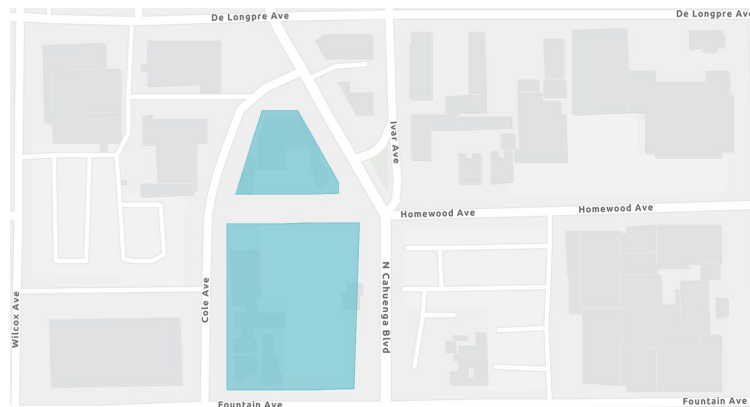 De Longpre Ave
De Longpre Ave
Ivar Ave
Homewood Ave
Homewood Ave
Wilcox Ave
Cole Ave
N Cahuenga Blvd
Fountain Ave
Fountain Ave